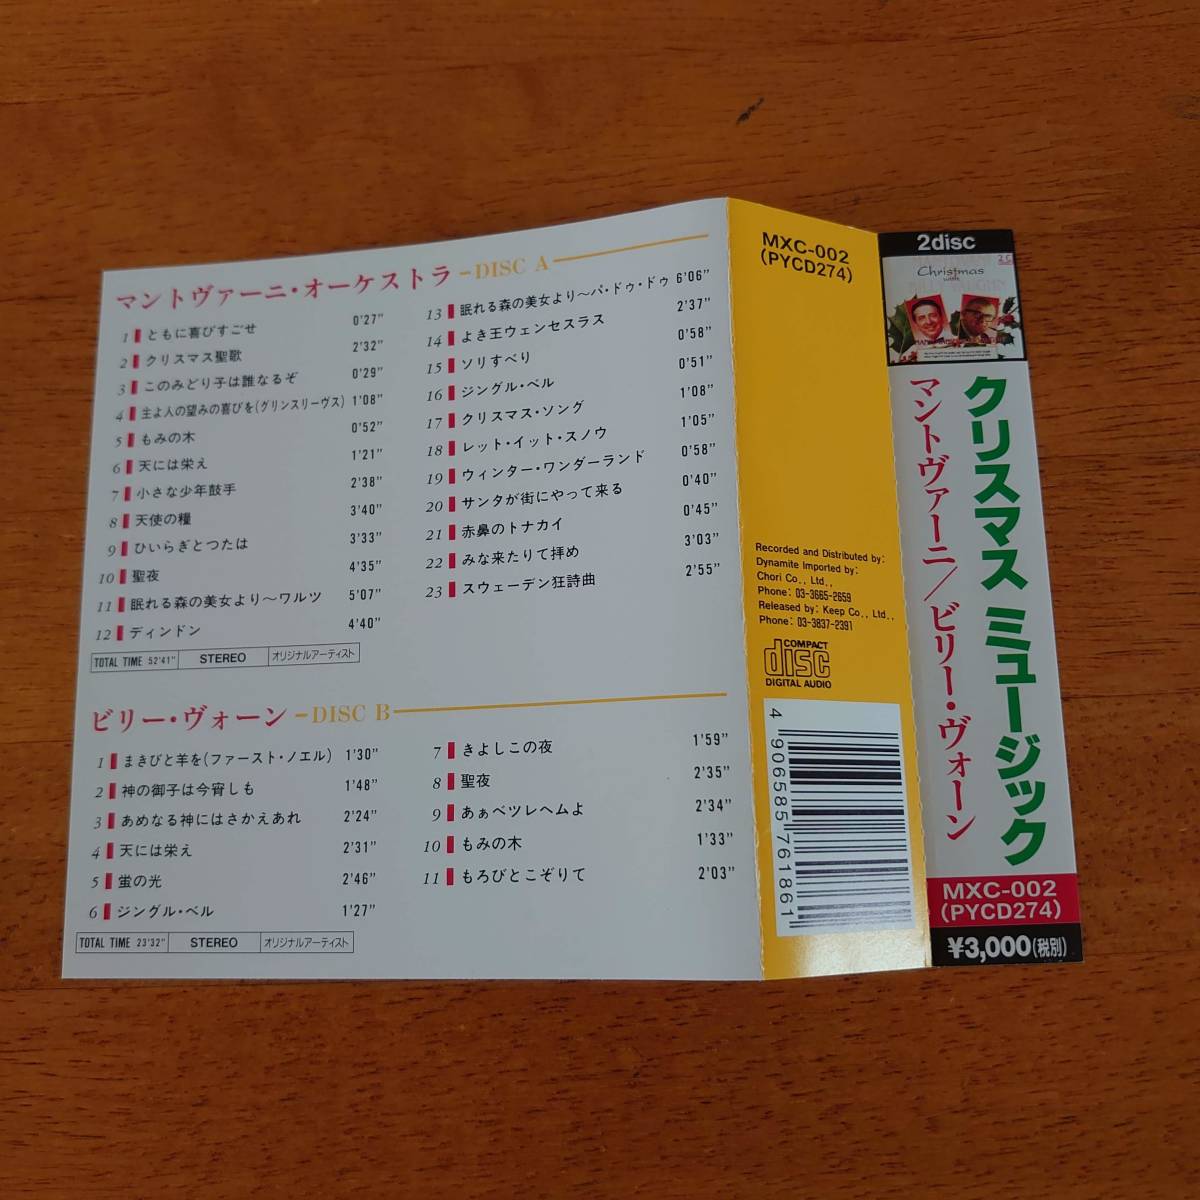 マントヴァーニ・オーケストラ DISC A
1 ともに喜びすごせ 0'27"
2 クリスマス聖歌 2'32"
3 このみどり子は誰なるぞ 0'29"
4 主よ人の望みの喜びを(グリンスリーヴス) 1'08"
5 もみの木 0'52"
6 天には栄え 1'21"
7 小さな少年鼓手 2'38"
8 天使の糧 3'40"
9 ひいらぎとつたは 3'33"
10 聖夜 4'35"
11 眠れる森の美女より〜ワルツ 5'07"
12 ディンドン 4'40"
13 眠れる森の美女より〜パ・ドゥ・ドゥ 6'06"
14 よき王ウェンセスラス 2'37"
15 ソリすべり 0'58"
16 ジングル・ベル 0'51"
17 クリスマス・ソング 1'08"
18 レット・イット・スノウ 1'05"
19 ウィンター・ワンダーランド 0'58"
20 サンタが街にやって来る 0'40"
21 赤鼻のトナカイ 0'45"
22 みな来たりて拝め 3'03"
23 スウェーデン狂詩曲 2'55"
TOTAL TIME 52'41" STEREO オリジナルアーティスト
ビリー・ヴォーン DISC B
1 まきびと羊を(ファースト・ノエル) 1'30"
2 神の御子は今宵しも 1'48"
3 あめなる神にはさかえあれ 2'24"
4 天には栄え 2'31"
5 蛍の光 2'46"
6 ジングル・ベル 1'27"
7 きよしこの夜 1'59"
8 聖夜 2'35"
9 あぁベツレヘムよ 2'34"
10 もみの木 1'33"
11 もろびとこぞりて 2'03"
TOTAL TIME 23'32" STEREO オリジナルアーティスト
MXC-002
(PYCD274)
Recorded and Distributed by:
Dynamite Imported by:
Chori Co., Ltd.,
Phone: 03-3665-2659
Released by: Keep Co., Ltd.,
Phone: 03-3837-2391
COMPACT
disc
DIGITAL AUDIO
4906585761861
2disc
Christmas
with
クリスマス ミュージック
マントヴァーニ/ビリー・ヴォーン
MXC-002
(PYCD274)
¥3,000(税別)